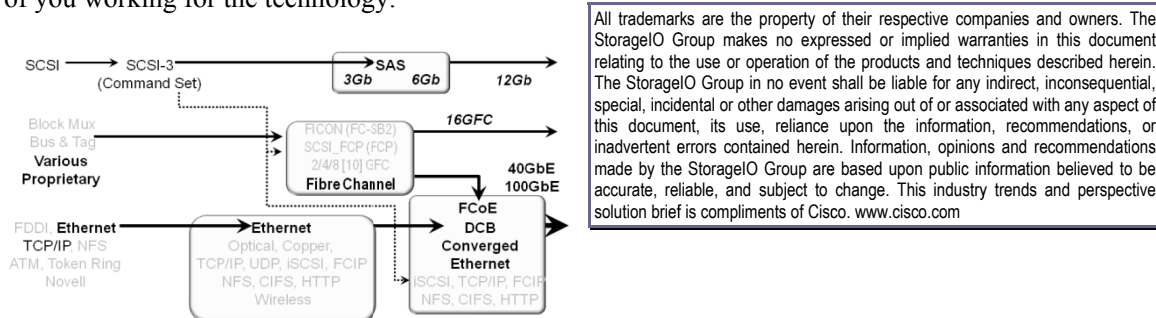 of you working for the technology.
SCSI
SCSI-3
(Command Set)
SAS
3Gb 6Gb
12Gb
Block Mux
Bus & Tag
Various
Proprietary
FICON (FC-SB2)
SCSI_FCP (FCP)
2/4/8 [10] GFC
Fibre Channel
16GFC
40GbE
100GbE
FDDI, Ethernet
TCP/IP, NFS
ATM, Token Ring
Novell
Ethernet
Optical, Copper,
TCP/IP, UDP, iSCSI, FCIP
NFS, CIFS, HTTP
Wireless
FCoE
DCB
Converged
Ethernet
iSCSI, TCP/IP, FCIP
NFS, CIFS, HTTP
All trademarks are the property of their respective companies and owners. The
StorageIO Group makes no expressed or implied warranties in this document
relating to the use or operation of the products and techniques described herein.
The StorageIO Group in no event shall be liable for any indirect, inconsequential,
special, incidental or other damages arising out of or associated with any aspect of
this document, its use, reliance upon the information, recommendations, or
inadvertent errors contained herein. Information, opinions and recommendations
made by the StorageIO Group are based upon public information believed to be
accurate, reliable, and subject to change. This industry trends and perspective
solution brief is compliments of Cisco. www.cisco.com